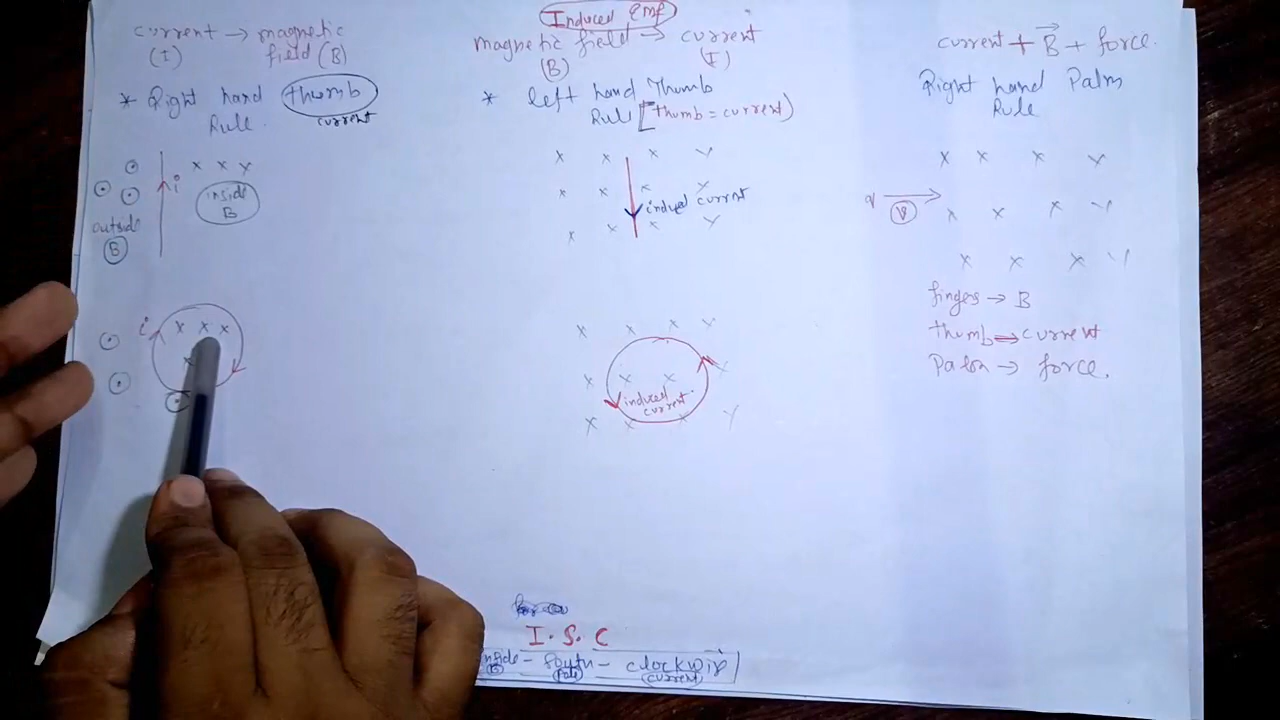 Induced Emf
current → magnetic
(I) field (B)
* Right hand thumb
Rule. current
i
x x x
inside
B
outside
B
i
x x x
x
magnetic field → current
(B) (I)
* left hand Thumb
Rule [thumb = current)
x x x x
x x x x
induced current
x x x x
x x x x
x x x x
induced
current
x x x x
current + B + force.
Right hand Palm
Rule
x x x x
q → V
x x x x
x x x x
fingers → B
thumb → current
Palm → force.
I. S. C
inside - South - clockwise
(B) (Pole) (current)